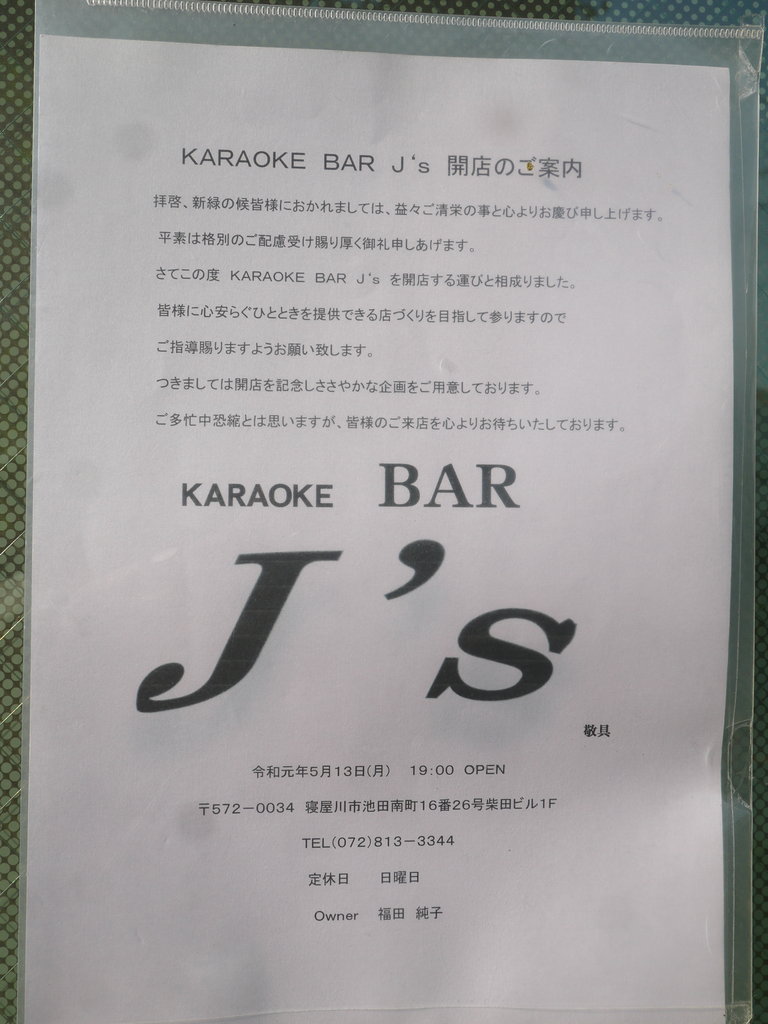 KARAOKE BAR J‘s 開店のご案内
拝啓、新緑の候皆様におかれましては、益々ご清栄の事と心よりお慶び申し上げます。
平素は格別のご配慮受け賜り厚く御礼申しあげます。
さてこの度 KARAOKE BAR J‘s を開店する運びと相成りました。
皆様に心安らぐひとときを提供できる店づくりを目指して参りますので
ご指導賜りますようお願い致します。
つきましては開店を記念しささやかな企画をご用意しております。
ご多忙中恐縮とは思いますが、皆様のご来店を心よりお待ちいたしております。
KARAOKE BAR
J’s
敬具
令和元年5月13日(月) 19:00 OPEN
〒572－0034 寝屋川市池田南町16番26号柴田ビル1F
TEL(072)813－3344
定休日 日曜日
Owner 福田 純子